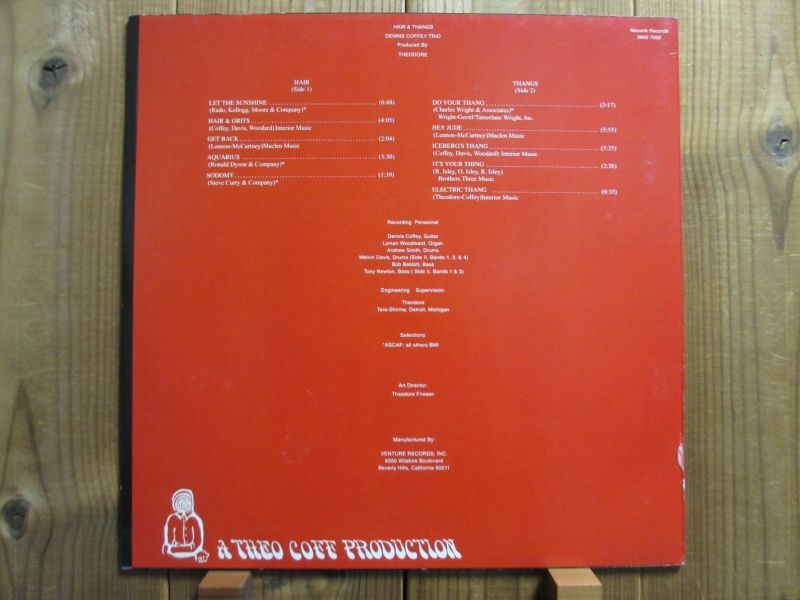 HAIR & THANGS
DENNIS COFFEY TRIO
Produced By:
THEODORE
Maverik Records
MAS 7002
HAIR
(Side 1)
LET THE SUNSHINE (6:48)
(Rado, Kellogg, Moore & Company)*
HAIR & GRITS (4:05)
(Coffey, Davis, Woodard)Interior Music
GET BACK (2:04)
(Lennon-McCartney)Maclen Music
AQUARIUS (3:30)
(Ronald Dyson & Company)*
SODOMY (1:39)
(Steve Curry & Company)*
THANGS
(Side 2)
DO YOUR THANG (3:17)
(Charles Wright & Associates)*
Wright-Gerstl/Tamerlane Wright, Inc.
HEY JUDE (5:55)
(Lennon-McCartney)Maclen Music
ICEBERG'S THANG (5:35)
(Coffey, Davis, Woodard) Interior Music
IT'S YOUR THING (2:38)
(R. Isley, O. Isley, R. Isley)
Brothers Three Music
ELECTRIC THANG (0:35)
(Theodore-Coffey)Interior Music
Recording Personnel
Dennis Coffey, Guitar
Lyman Woodward, Organ
Andrew Smith, Drums
Melvin Davis, Drums (Side II, Bands 1, 3, & 4)
Bob Babbitt, Bass
Tony Newton, Bass ( Side II, Bands 1 & 3)
Engineering Supervision:
Theodore
Tera-Shirma, Detroit, Michigan
Selections:
*ASCAP; all others BMI
Art Director:
Theodore Friesen
Manufactured By:
VENTURE RECORDS, INC.
Wilshire Boulevard
Beverly Hills, California 90211
A THEO COFF PRODUCTION